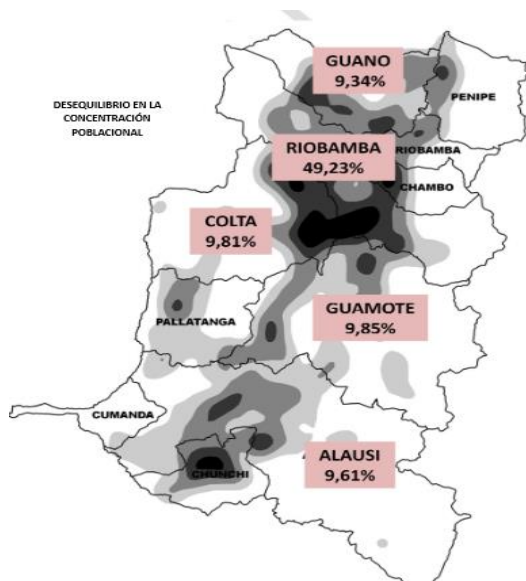 GUANO
9,34%
DESEQUILIBRIO EN LA
CONCENTRACIÓN
POBLACIONAL
PENIPE
RIOBAMBA
49,23%
RIOBAMBA
CHAMBO
COLTA
9,81%
GUAMOTE
9,85%
PALLATANGA
CUMANDA
ALAUSI
9,61%
CHUNCHI